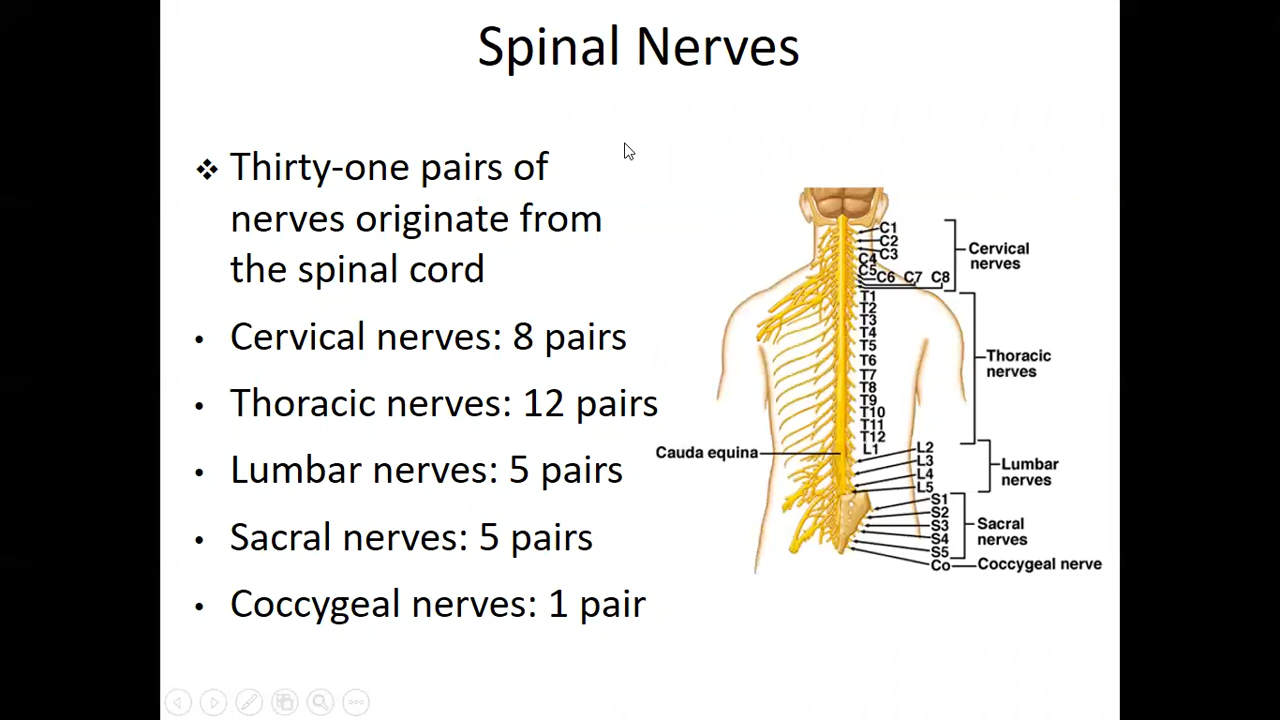 Spinal Nerves
❖ Thirty-one pairs of
nerves originate from
the spinal cord
• Cervical nerves: 8 pairs
• Thoracic nerves: 12 pairs
• Lumbar nerves: 5 pairs
• Sacral nerves: 5 pairs
• Coccygeal nerves: 1 pair
C1
C2
C3
C4
C5
C6 C7 C8
Cervical
nerves
T1
T2
T3
T4
T5
T6
T7
T8
T9
T10
T11
T12
Thoracic
nerves
Cauda equina
L1
L2
L3
L4
L5
Lumbar
nerves
S1
S2
S3
S4
S5
Sacral
nerves
Co
Coccygeal nerve